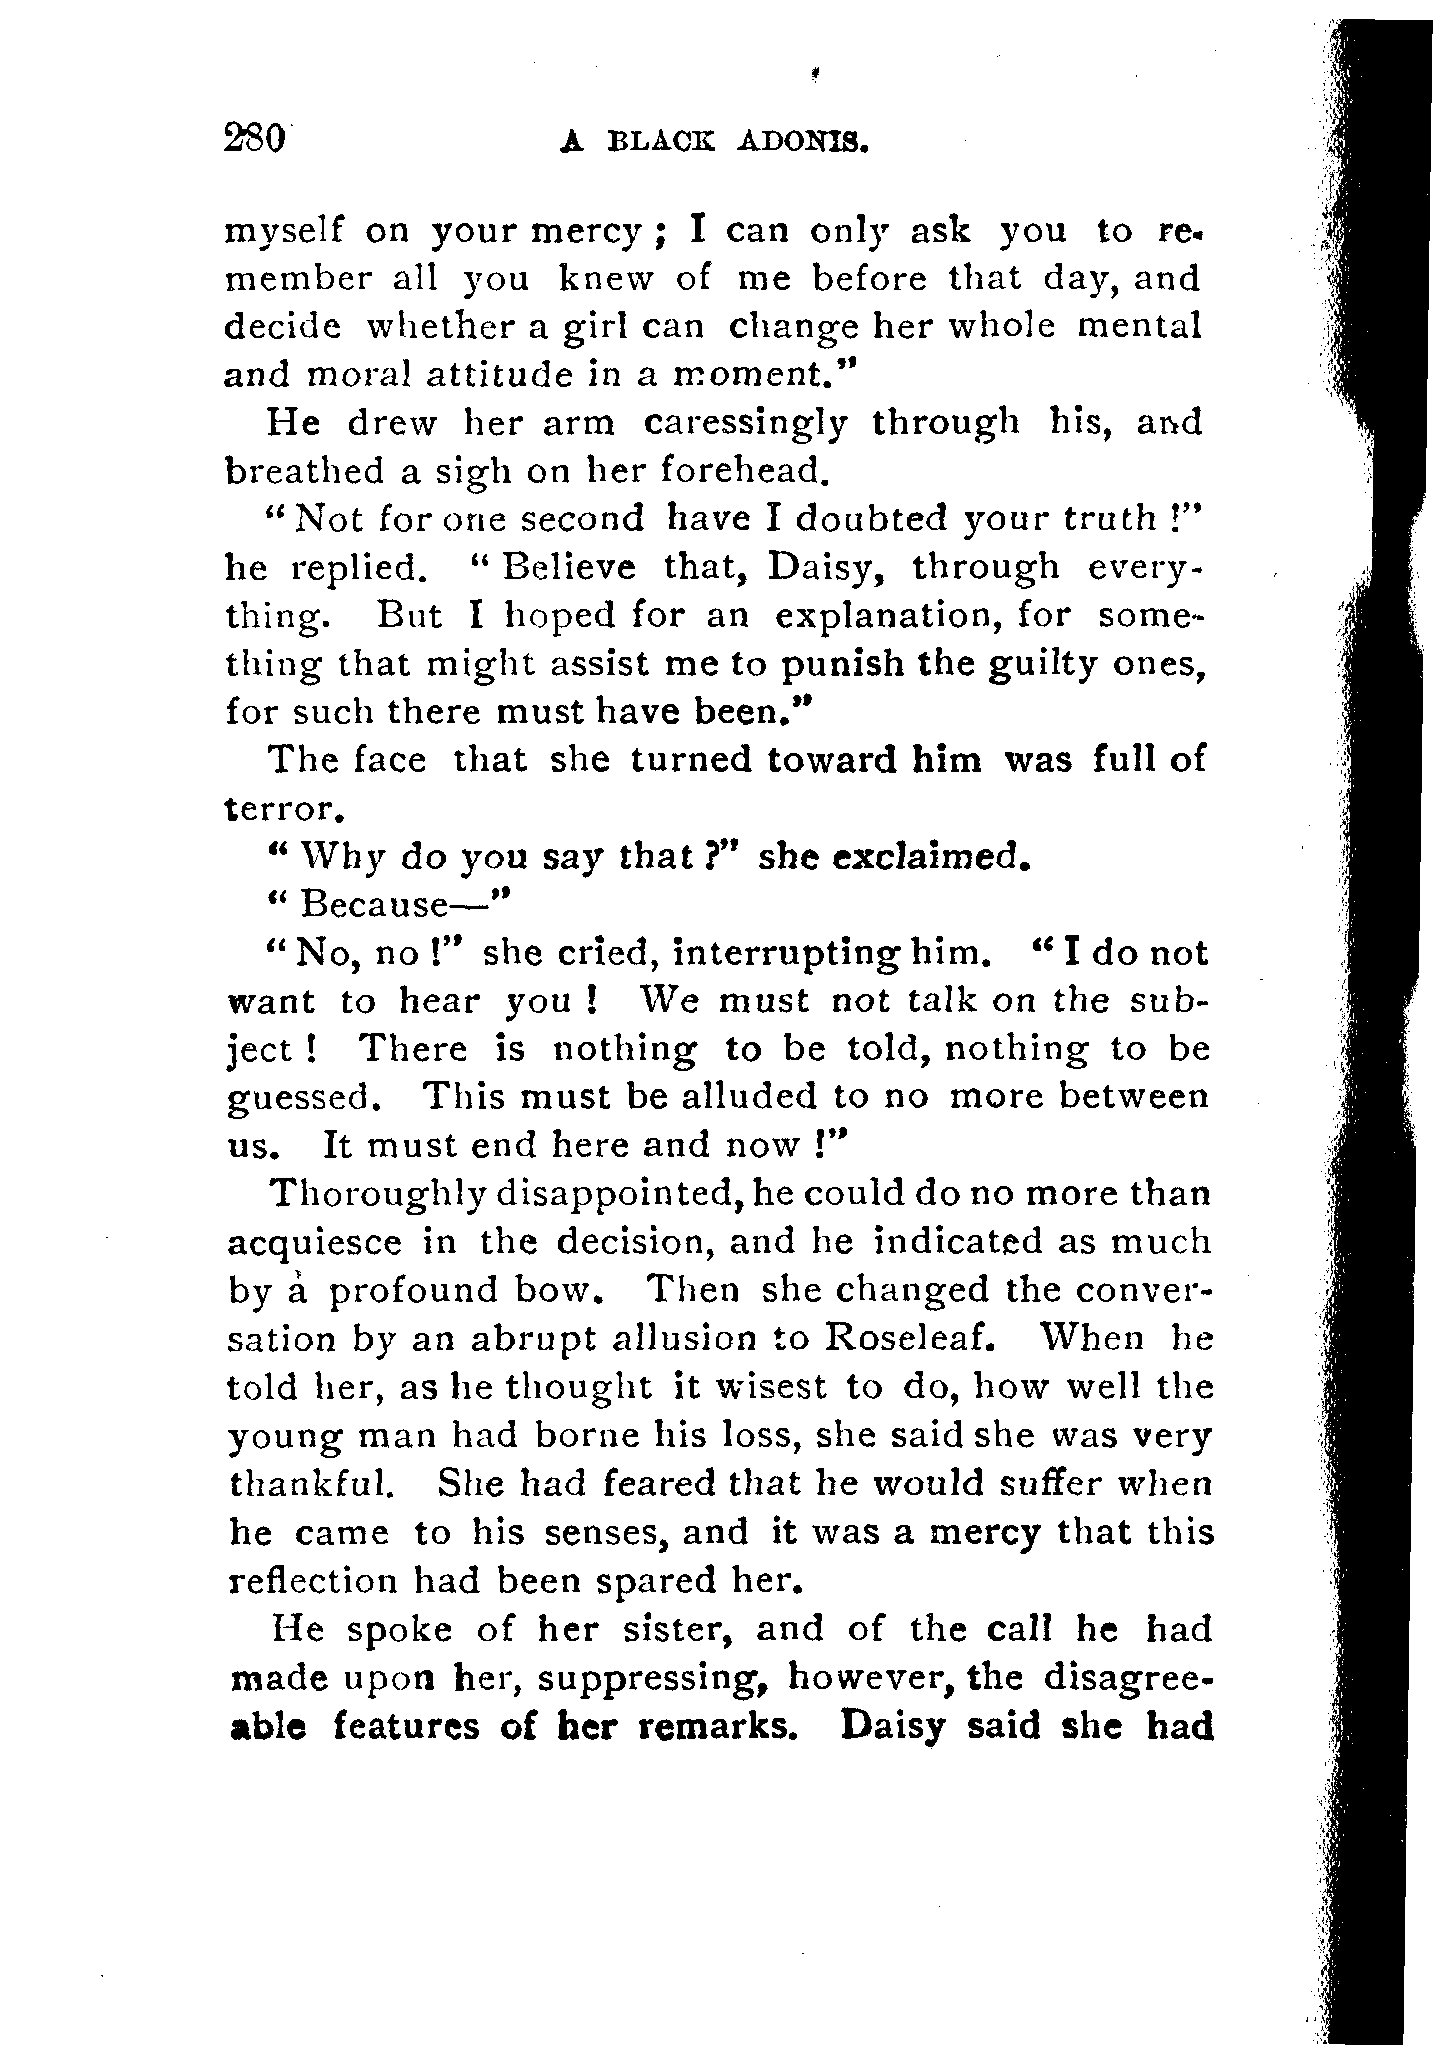 280 A BLACK ADONIS.
myself on your mercy ; I can only ask you to re-
member all you knew of me before that day, and
decide whether a girl can change her whole mental
and moral attitude in a moment."
He drew her arm caressingly through his, and
breathed a sigh on her forehead.
" Not for one second have I doubted your truth !"
he replied. " Believe that, Daisy, through every-
thing. But I hoped for an explanation, for some-
thing that might assist me to punish the guilty ones,
for such there must have been."
The face that she turned toward him was full of
terror.
" Why do you say that ?" she exclaimed.
" Because—"
" No, no !" she cried, interrupting him. " I do not
want to hear you ! We must not talk on the sub-
ject ! There is nothing to be told, nothing to be
guessed. This must be alluded to no more between
us. It must end here and now !"
Thoroughly disappointed, he could do no more than
acquiesce in the decision, and he indicated as much
by a profound bow. Then she changed the conver-
sation by an abrupt allusion to Roseleaf. When he
told her, as he thought it wisest to do, how well the
young man had borne his loss, she said she was very
thankful. She had feared that he would suffer when
he came to his senses, and it was a mercy that this
reflection had been spared her.
He spoke of her sister, and of the call he had
made upon her, suppressing, however, the disagree-
able features of her remarks. Daisy said she had